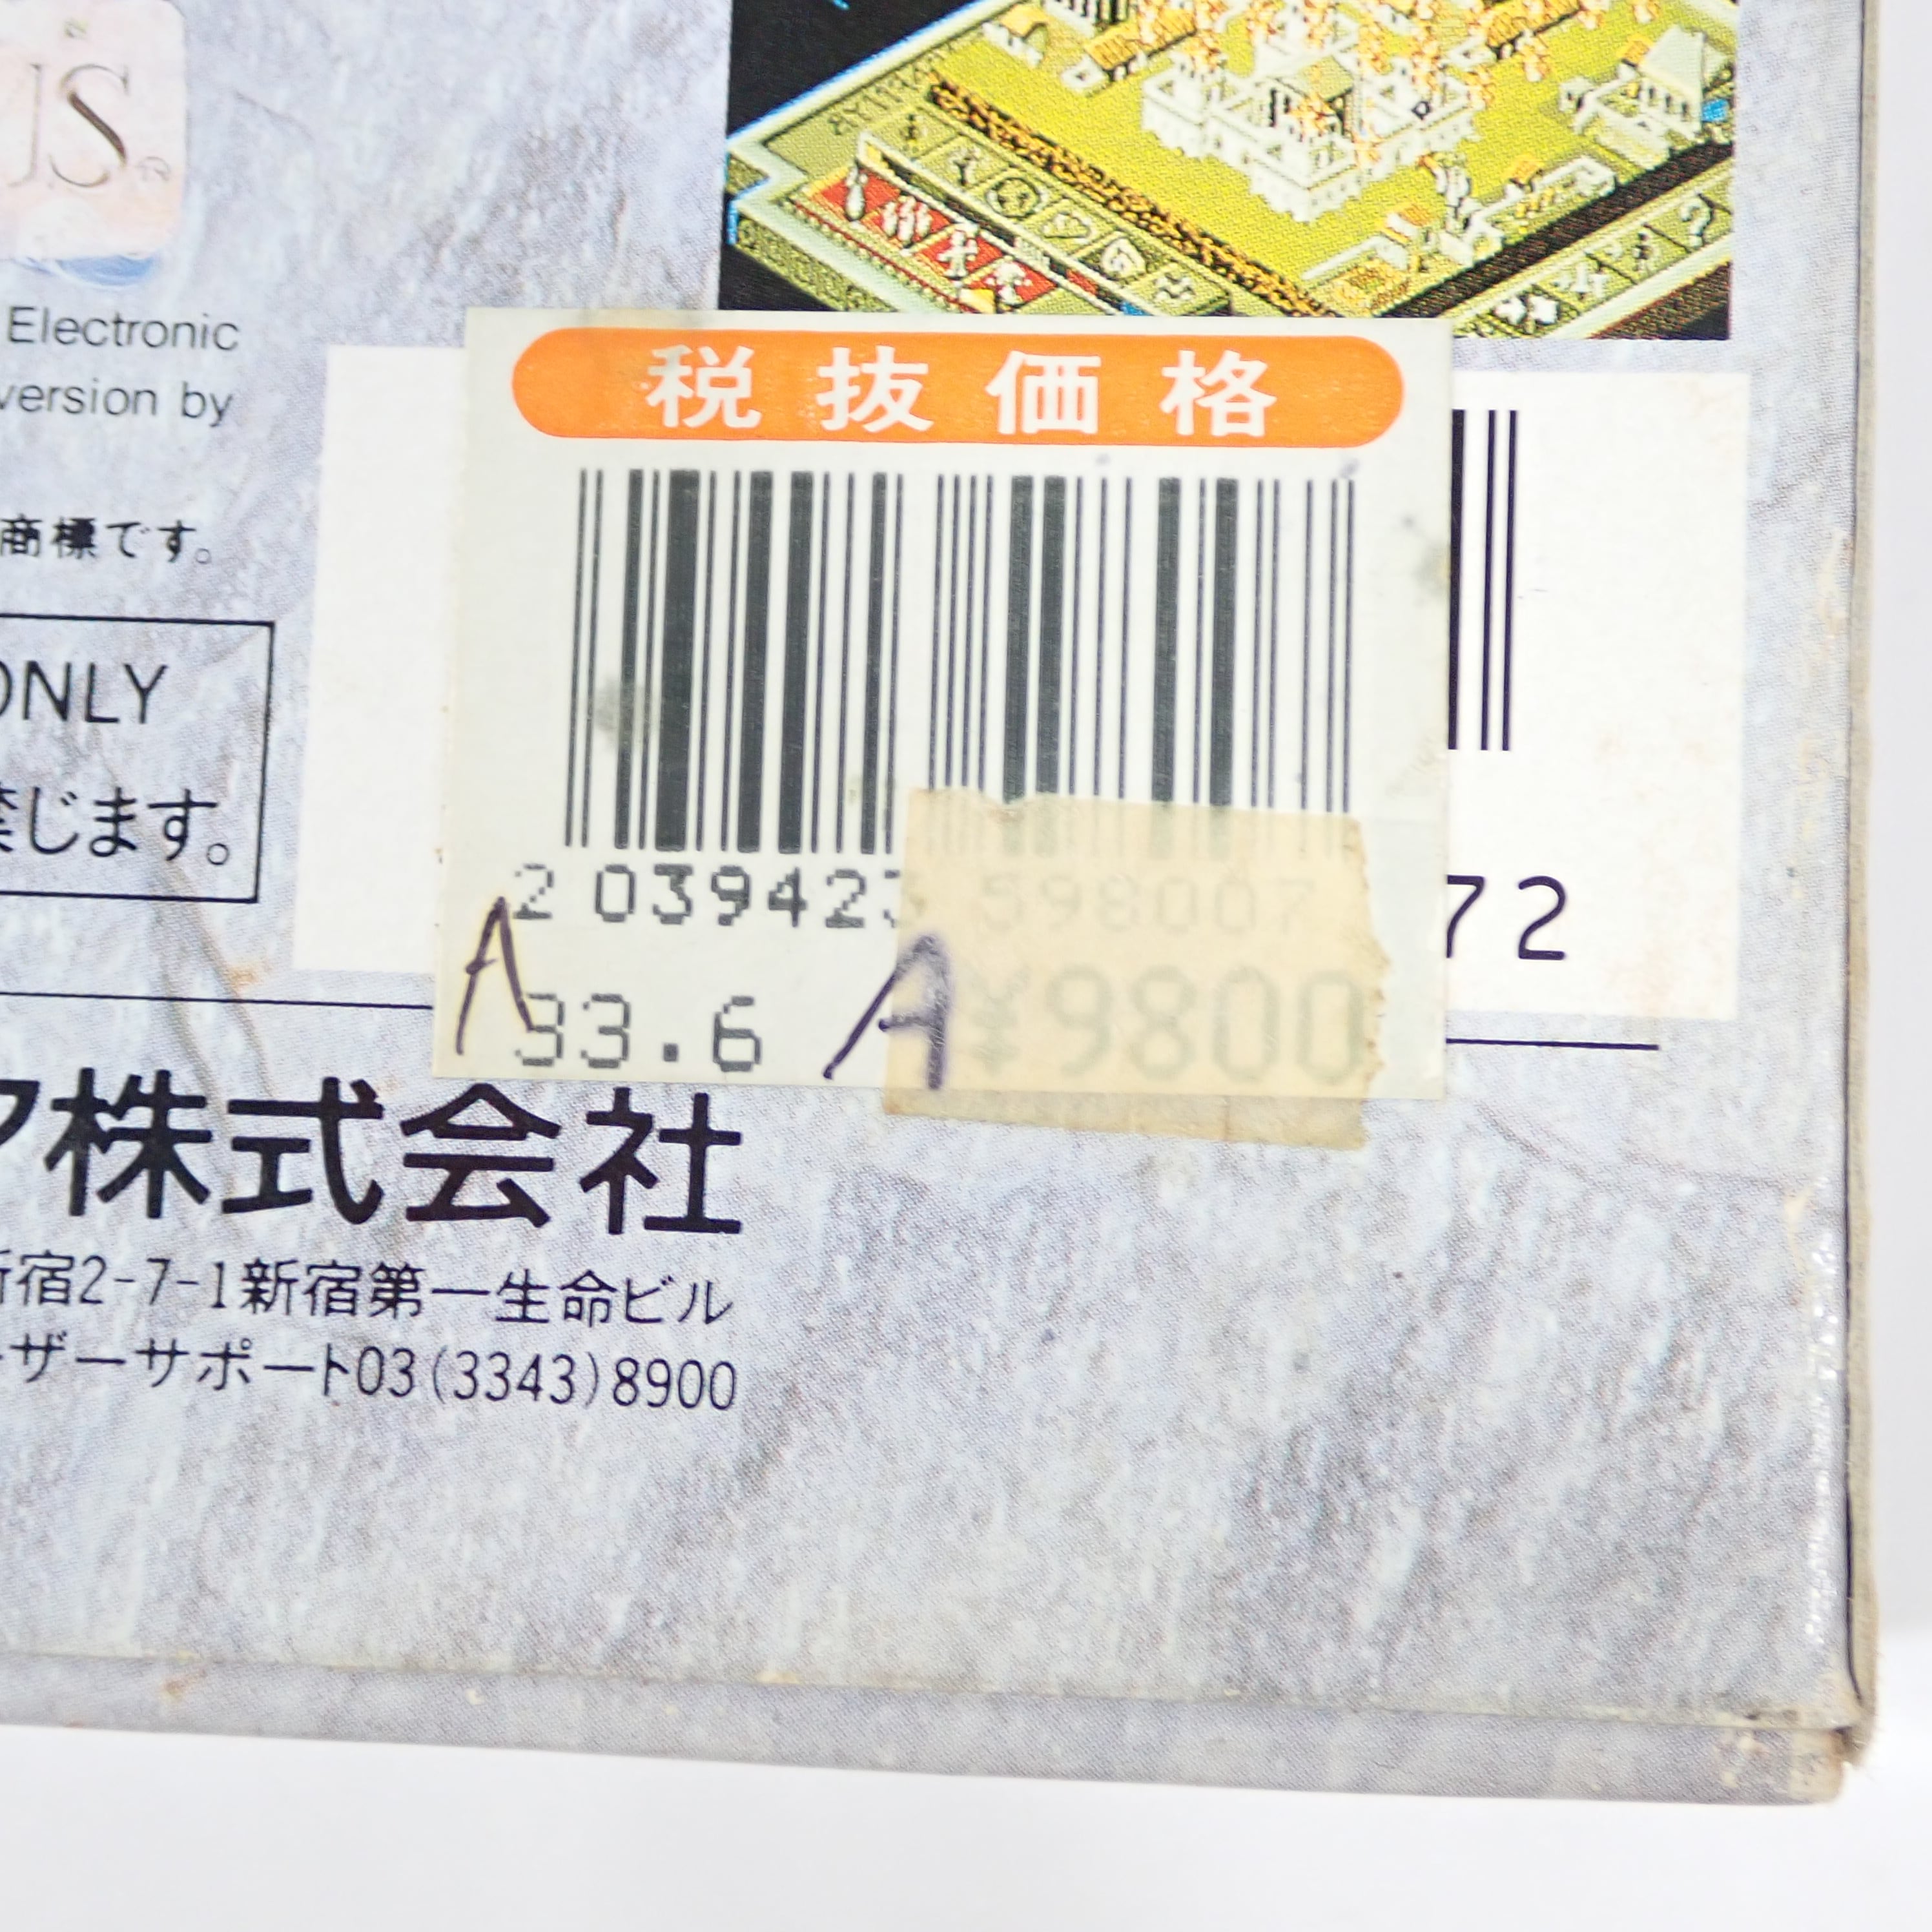 Electronic
version by
商標です。
ONLY
禁じます。
税抜価格
2 039423 598007
72
A 93.6 A ¥9800
株式会社
新宿2-7-1新宿第一生命ビル
ーザーサポート03(3343)8900